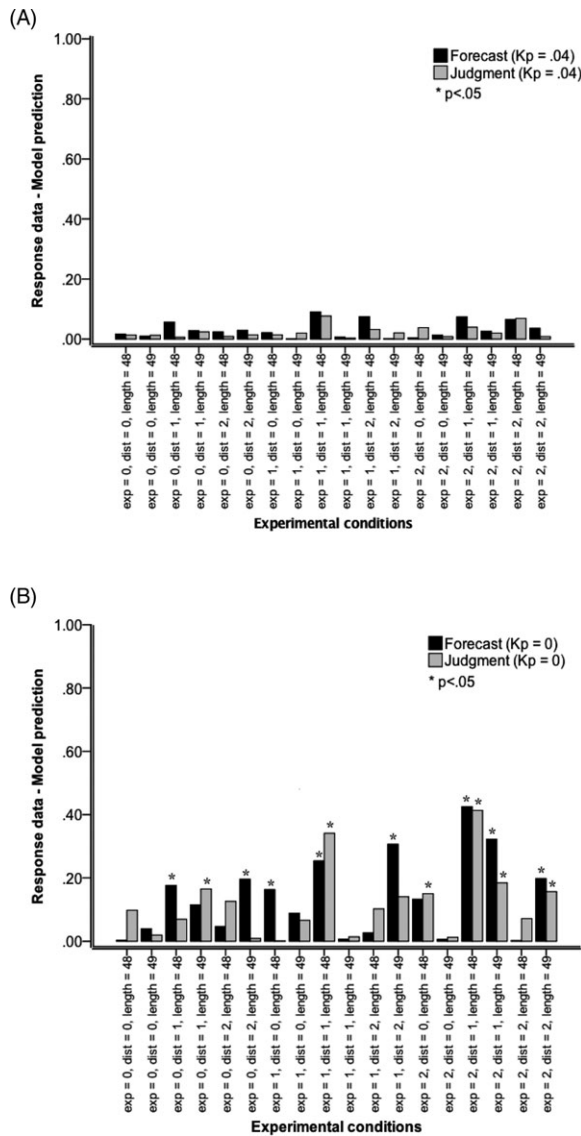 (A)
1.00
.80
.60
.40
.20
.00
Response data - Model prediction
Forecast (Kp = .04)
Judgment (Kp = .04)
* p<.05
exp = 0, dist = 0, length = 48
exp = 0, dist = 0, length = 49
exp = 0, dist = 1, length = 48
exp = 0, dist = 1, length = 49
exp = 0, dist = 2, length = 48
exp = 0, dist = 2, length = 49
exp = 1, dist = 0, length = 48
exp = 1, dist = 0, length = 49
exp = 1, dist = 1, length = 48
exp = 1, dist = 1, length = 49
exp = 1, dist = 2, length = 48
exp = 1, dist = 2, length = 49
exp = 2, dist = 0, length = 48
exp = 2, dist = 0, length = 49
exp = 2, dist = 1, length = 48
exp = 2, dist = 1, length = 49
exp = 2, dist = 2, length = 48
exp = 2, dist = 2, length = 49
Experimental conditions
(B)
1.00
.80
.60
.40
.20
.00
Response data - Model prediction
Forecast (Kp = 0)
Judgment (Kp = 0)
* p<.05
* * * * * * * * * * * * * *
exp = 0, dist = 0, length = 48
exp = 0, dist = 0, length = 49
exp = 0, dist = 1, length = 48
exp = 0, dist = 1, length = 49
exp = 0, dist = 2, length = 48
exp = 0, dist = 2, length = 49
exp = 1, dist = 0, length = 48
exp = 1, dist = 0, length = 49
exp = 1, dist = 1, length = 48
exp = 1, dist = 1, length = 49
exp = 1, dist = 2, length = 48
exp = 1, dist = 2, length = 49
exp = 2, dist = 0, length = 48
exp = 2, dist = 0, length = 49
exp = 2, dist = 1, length = 48
exp = 2, dist = 1, length = 49
exp = 2, dist = 2, length = 48
exp = 2, dist = 2, length = 49
Experimental conditions